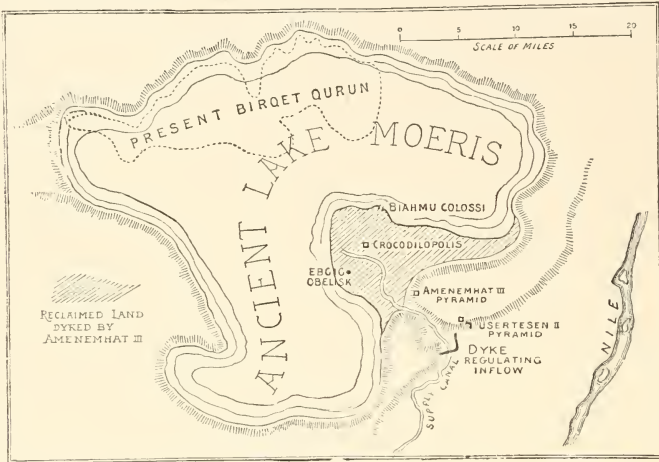 0 5 10 15 20
SCALE OF MILES
PRESENT BIRQET QURUN
ANCIENT LAKE MOERIS
BIAHMU COLOSSI
CROCODILOPOLIS
EBGIG
OBELISK
AMENEMHAT III
PYRAMID
USERTESEN II
PYRAMID
DYKE
REGULATING
INFLOW
SUPPLY CANAL
NILE
RECLAIMED LAND
DYKED BY
AMENEMHAT III